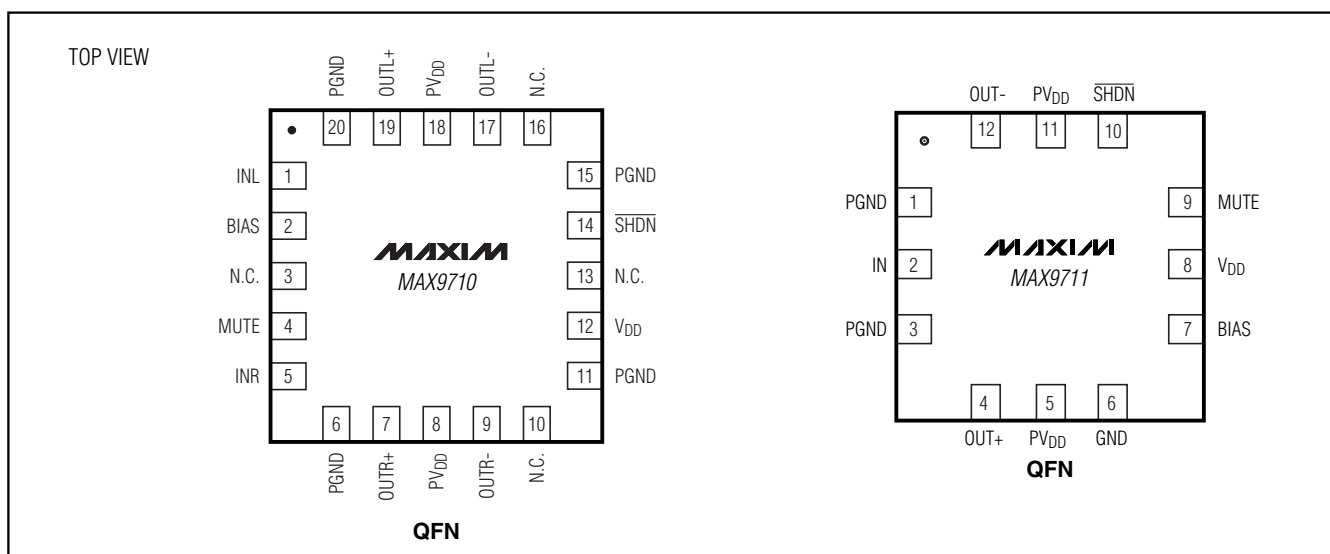 TOP VIEW
PGND OUTL+ PVDD OUTL- N.C.
20 19 18 17 16
INL 1
BIAS 2
N.C. 3
MUTE 4
INR 5
MAXIM
MAX9710
15 PGND
14 SHDN
13 N.C.
12 VDD
11 PGND
6 7 8 9 10
PGND OUTR+ PVDD OUTR- N.C.
QFN
OUT- PVDD SHDN
12 11 10
PGND 1
IN 2
PGND 3
MAXIM
MAX9711
9 MUTE
8 VDD
7 BIAS
4 5 6
OUT+ PVDD GND
QFN